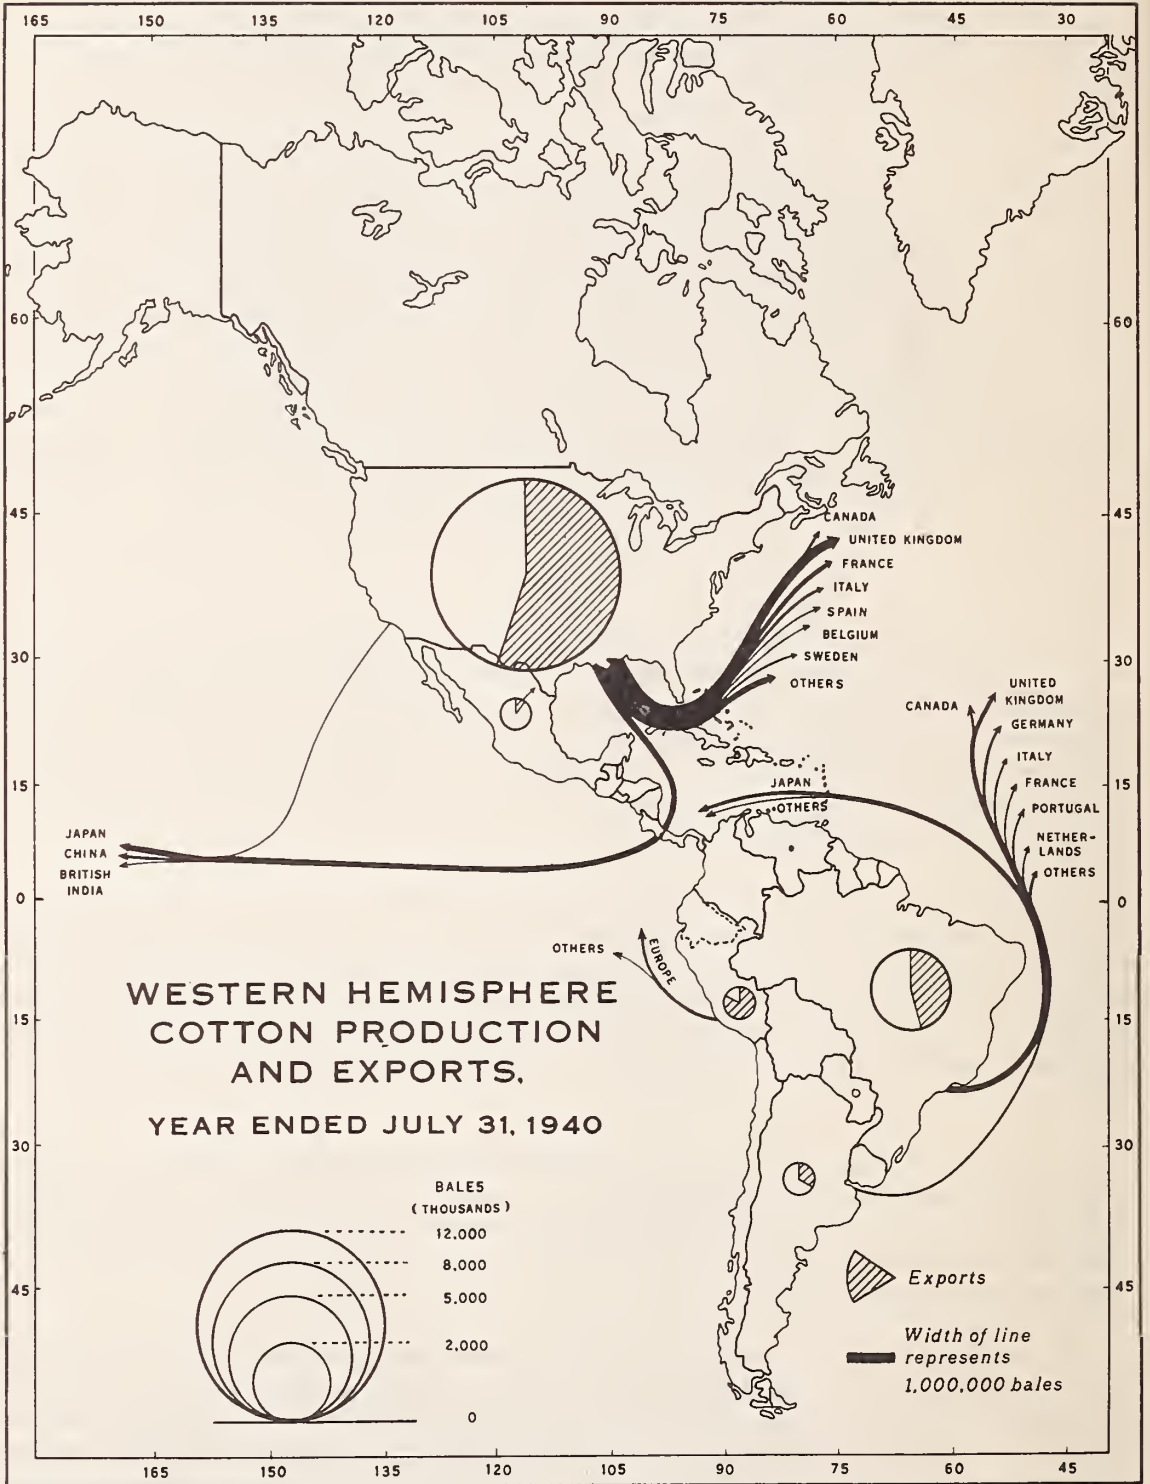 165 150 135 120 105 90 75 60 45 30
60 60
45 45
CANADA
UNITED KINGDOM
FRANCE
ITALY
SPAIN
BELGIUM
SWEDEN
OTHERS
30 30
CANADA
UNITED
KINGDOM
GERMANY
ITALY
FRANCE
PORTUGAL
NETHER-
LANDS
OTHERS
15 15
JAPAN
OTHERS
JAPAN
CHINA
BRITISH
INDIA
0 0
OTHERS
EUROPE
WESTERN HEMISPHERE
COTTON PRODUCTION
AND EXPORTS,
YEAR ENDED JULY 31, 1940
15 15
30 30
BALES
(THOUSANDS)
12,000
8,000
5,000
2,000
0
45 45
Exports
Width of line
represents
1,000,000 bales
165 150 135 120 105 90 75 60 45